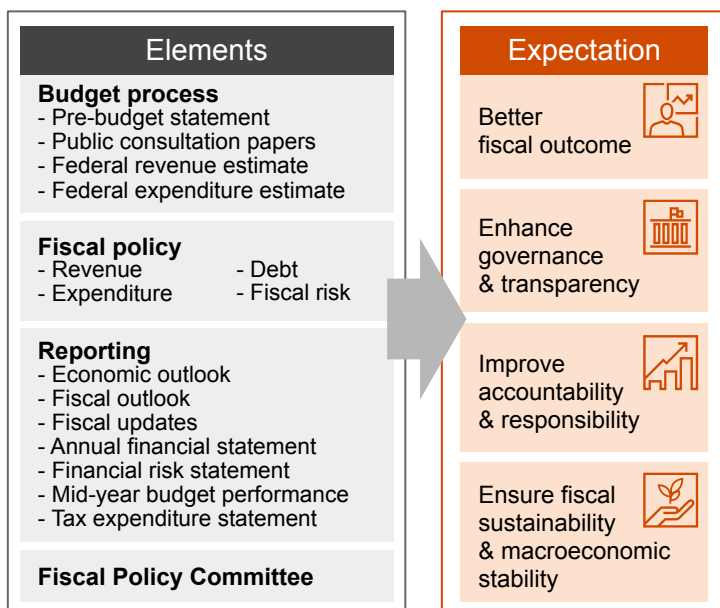 Elements
Budget process
- Pre-budget statement
- Public consultation papers
- Federal revenue estimate
- Federal expenditure estimate
Fiscal policy
- Revenue
- Expenditure
- Debt
- Fiscal risk
Reporting
- Economic outlook
- Fiscal outlook
- Fiscal updates
- Annual financial statement
- Financial risk statement
- Mid-year budget performance
- Tax expenditure statement
Fiscal Policy Committee
Expectation
Better
fiscal outcome
Enhance
governance
& transparency
Improve
accountability
& responsibility
Ensure fiscal
sustainability
& macroeconomic
stability